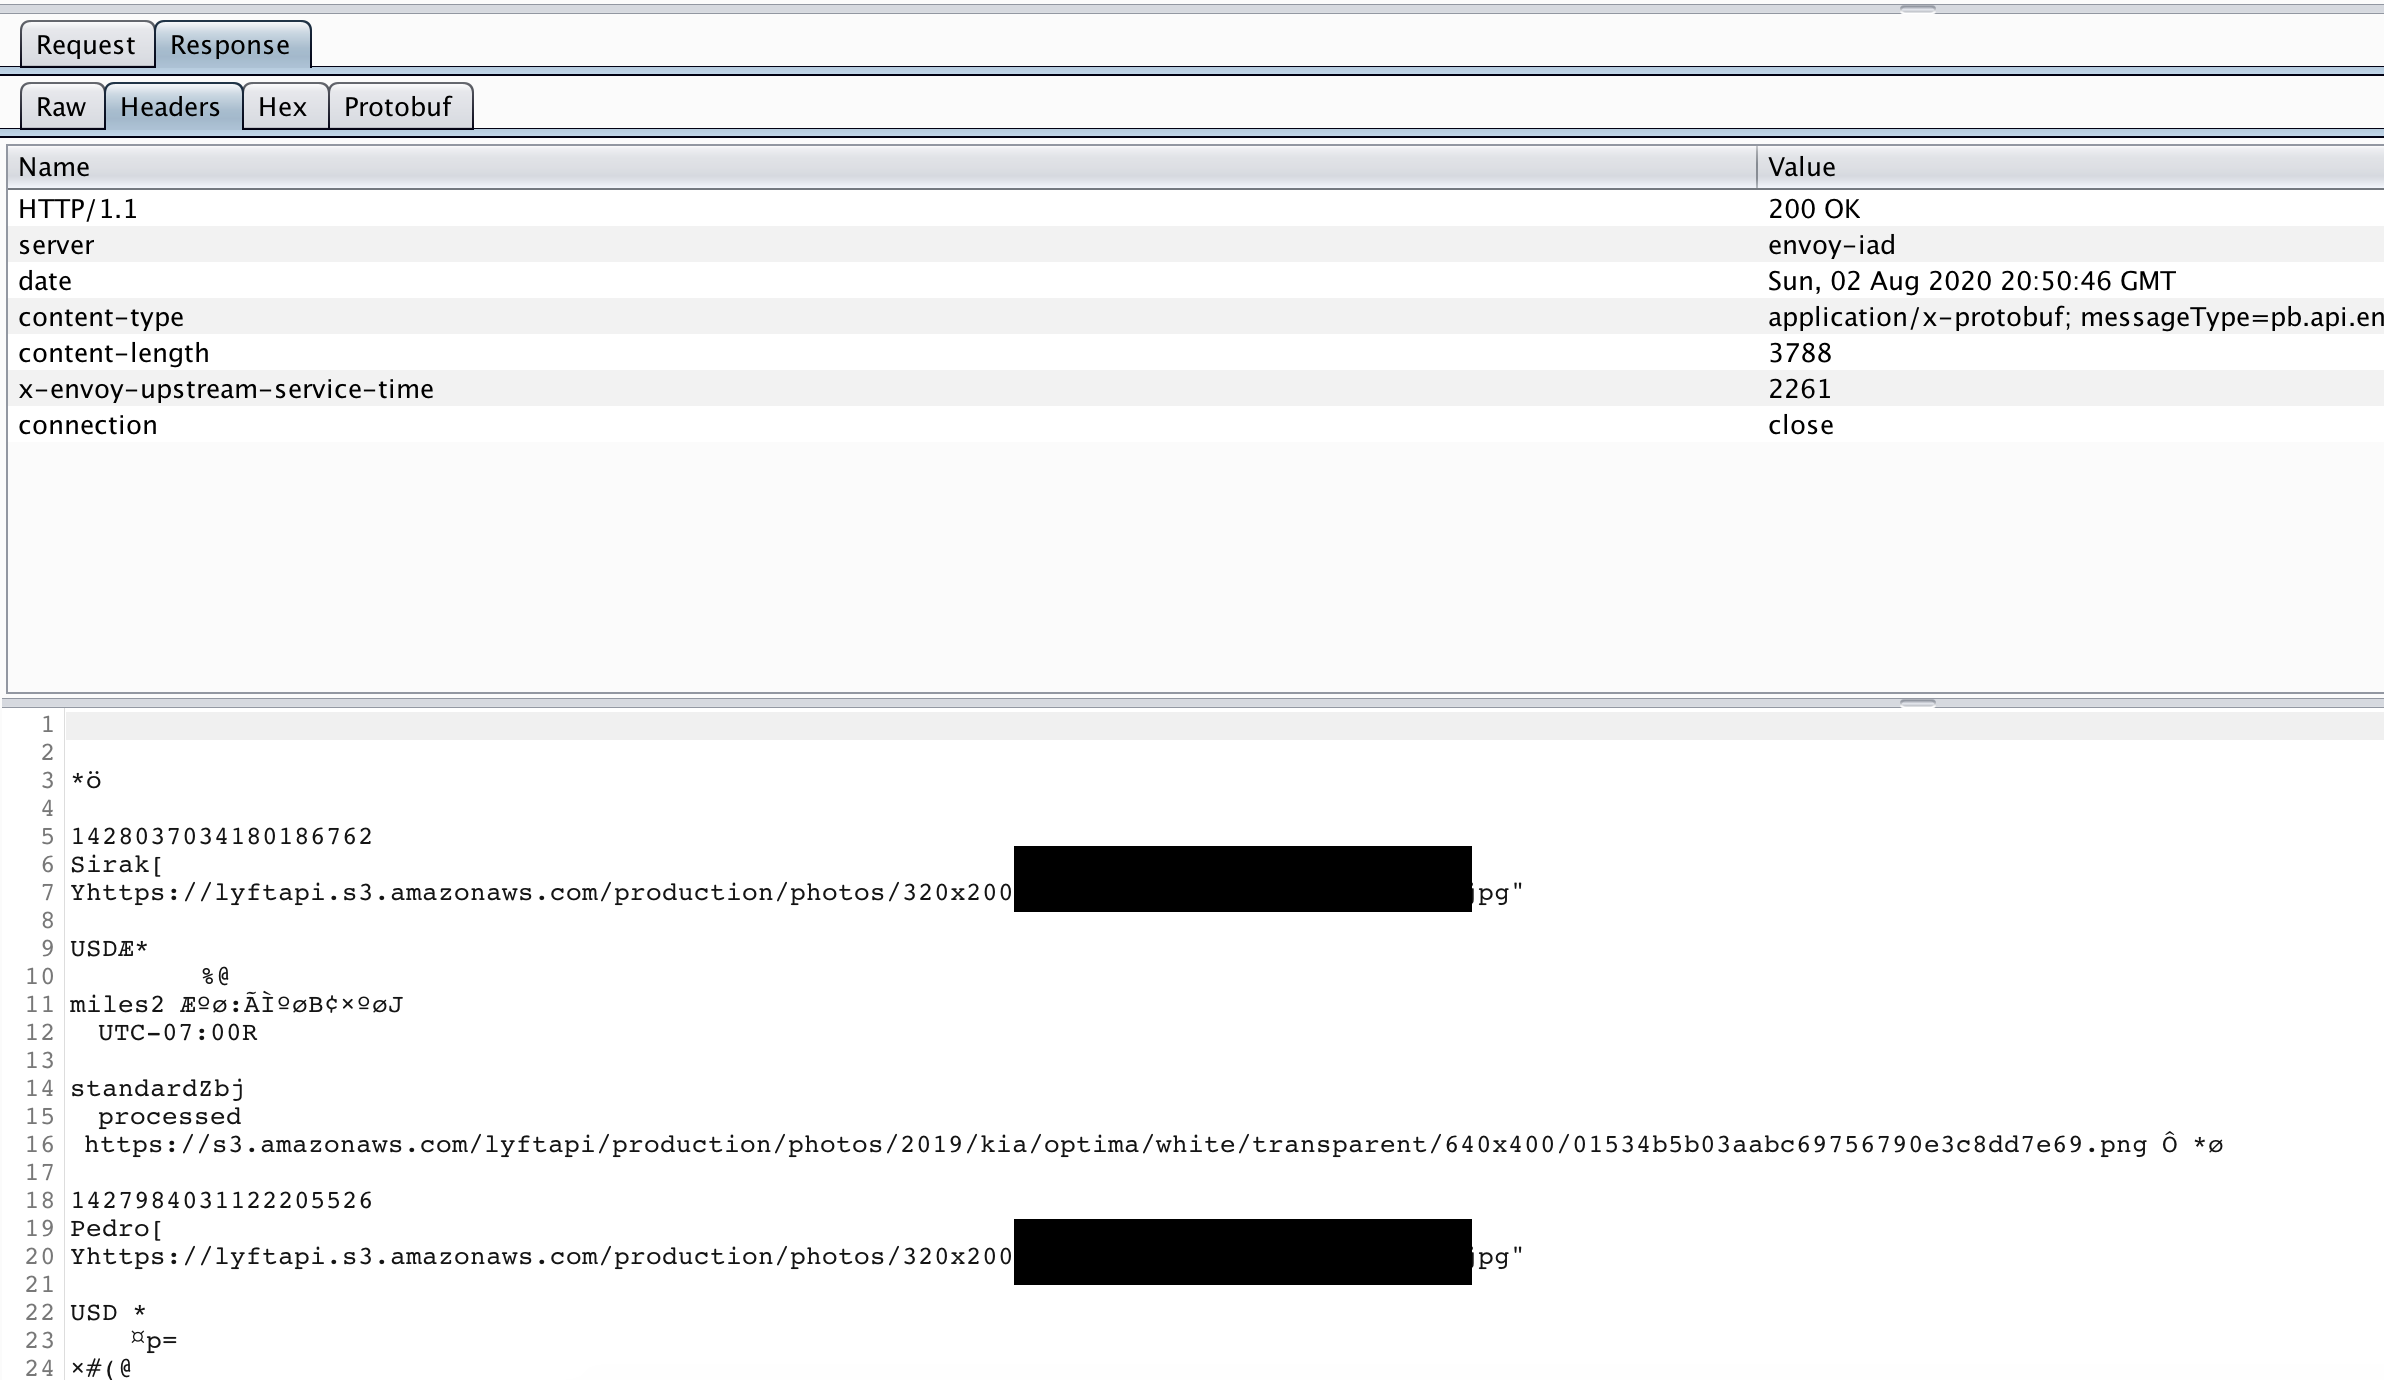 Request Response
Raw Headers Hex Protobuf
Name Value
HTTP/1.1 200 OK
server envoy-iad
date Sun, 02 Aug 2020 20:50:46 GMT
content-type application/x-protobuf; messageType=pb.api.en
content-length 3788
x-envoy-upstream-service-time 2261
connection close
1
2
3 *ö
4
5 1428037034180186762
6 Sirak[
7 Yhttps://lyftapi.s3.amazonaws.com/production/photos/320x200 jpg"
8
9 USDÆ*
10 %@
11 miles2 Æºø:ÃÌºøB¢×ºøJ
12 UTC-07:00R
13
14 standardZbj
15 processed
16 https://s3.amazonaws.com/lyftapi/production/photos/2019/kia/optima/white/transparent/640x400/01534b5b03aabc69756790e3c8dd7e69.png Ô *ø
17
18 1427984031122205526
19 Pedro[
20 Yhttps://lyftapi.s3.amazonaws.com/production/photos/320x200 jpg"
21
22 USD *
23 ¤p=
24 ×#(@